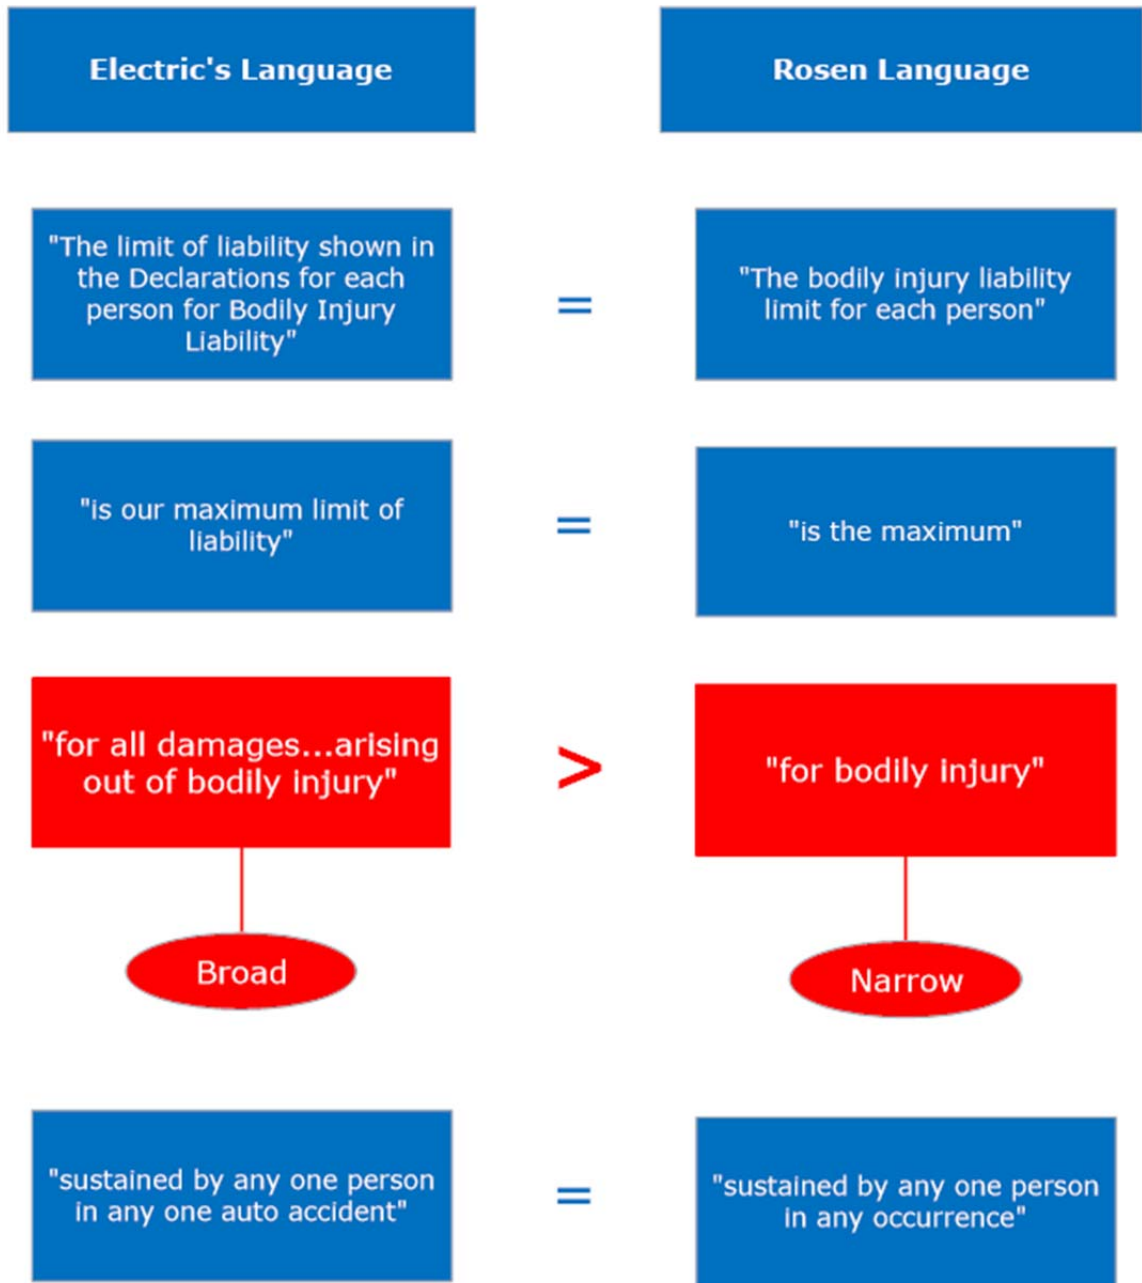 Electric's Language
Rosen Language
"The limit of liability shown in
the Declarations for each
person for Bodily Injury
Liability"
=
"The bodily injury liability
limit for each person"
"is our maximum limit of
liability"
=
"is the maximum"
"for all damages...arising
out of bodily injury"
>
"for bodily injury"
Broad
Narrow
"sustained by any one person
in any one auto accident"
=
"sustained by any one person
in any occurrence"